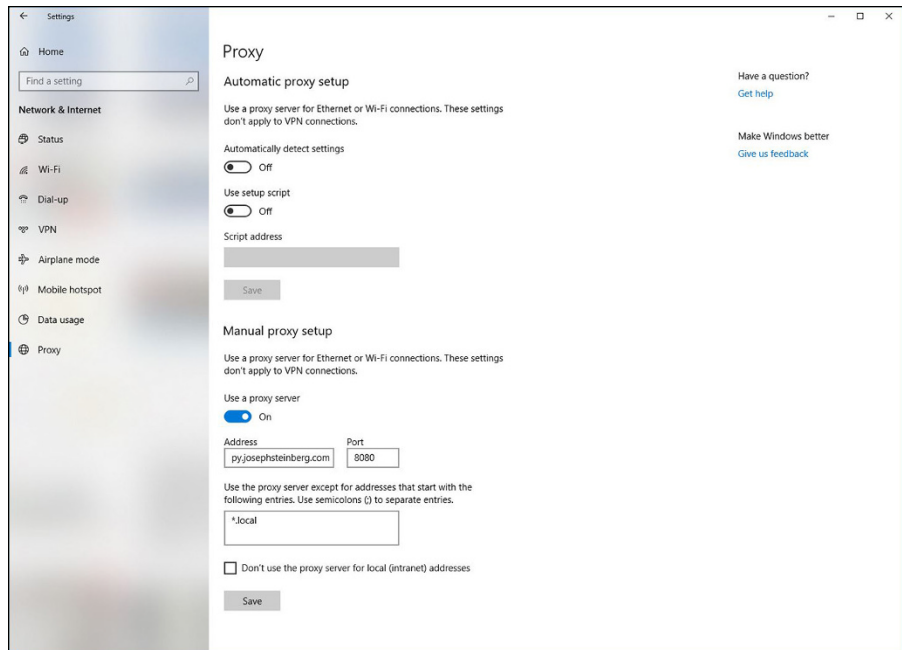 Settings
Home
Find a setting
Network & Internet
Status
Wi-Fi
Dial-up
VPN
Airplane mode
Mobile hotspot
Data usage
Proxy
Proxy
Automatic proxy setup
Use a proxy server for Ethernet or Wi-Fi connections. These settings
don't apply to VPN connections.
Automatically detect settings
Off
Use setup script
Off
Script address
Save
Manual proxy setup
Use a proxy server for Ethernet or Wi-Fi connections. These settings
don't apply to VPN connections.
Use a proxy server
On
Address Port
py.josephsteinberg.com 8080
Use the proxy server except for addresses that start with the
following entries. Use semicolons (;) to separate entries.
*.local
Don't use the proxy server for local (intranet) addresses
Save
Have a question?
Get help
Make Windows better
Give us feedback